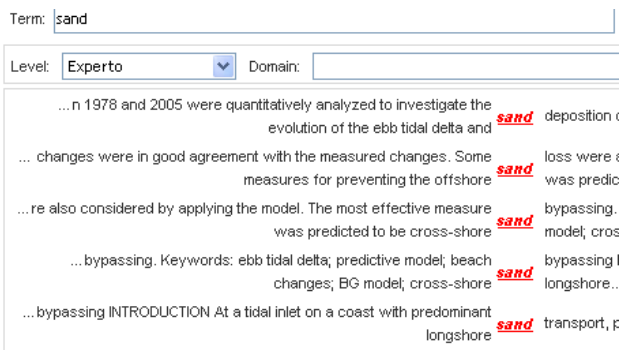 Term: sand
Level: Experto Domain:
...n 1978 and 2005 were quantitatively analyzed to investigate the
evolution of the ebb tidal delta and
sand deposition
... changes were in good agreement with the measured changes. Some
measures for preventing the offshore
sand
loss were
was predic
...re also considered by applying the model. The most effective measure
was predicted to be cross-shore
sand
bypassing.
model; cros
...bypassing. Keywords: ebb tidal delta; predictive model; beach
changes; BG model; cross-shore
sand
bypassing
longshore...
...bypassing INTRODUCTION At a tidal inlet on a coast with predominant
longshore
sand transport, p